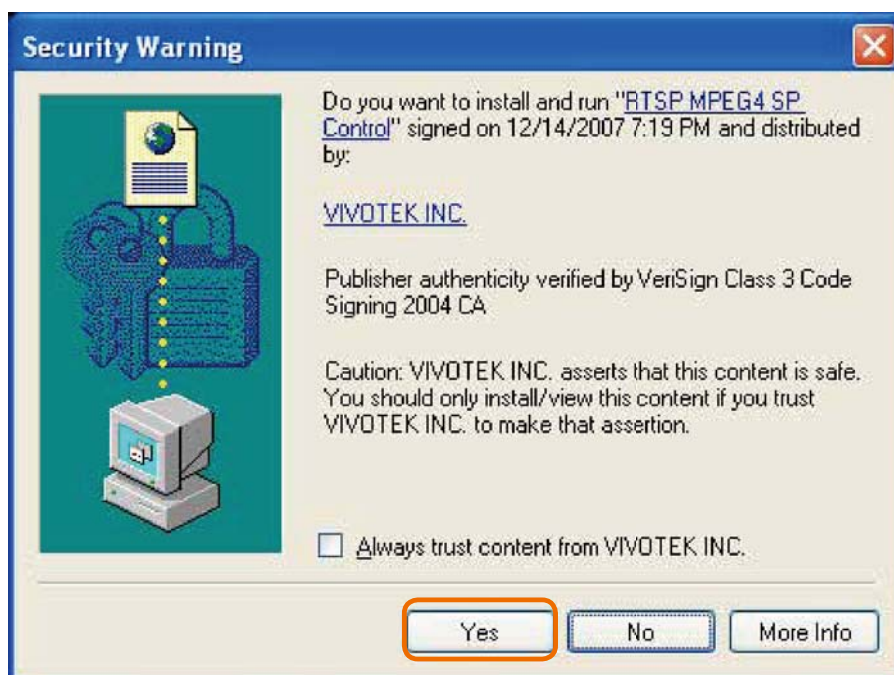 Security Warning
Do you want to install and run "RTSP MPEG4 SP
Control" signed on 12/14/2007 7:19 PM and distributed
by:
VIVOTEK INC.
Publisher authenticity verified by VeriSign Class 3 Code
Signing 2004 CA
Caution: VIVOTEK INC. asserts that this content is safe.
You should only install/view this content if you trust
VIVOTEK INC. to make that assertion.
Always trust content from VIVOTEK INC.
Yes No More Info